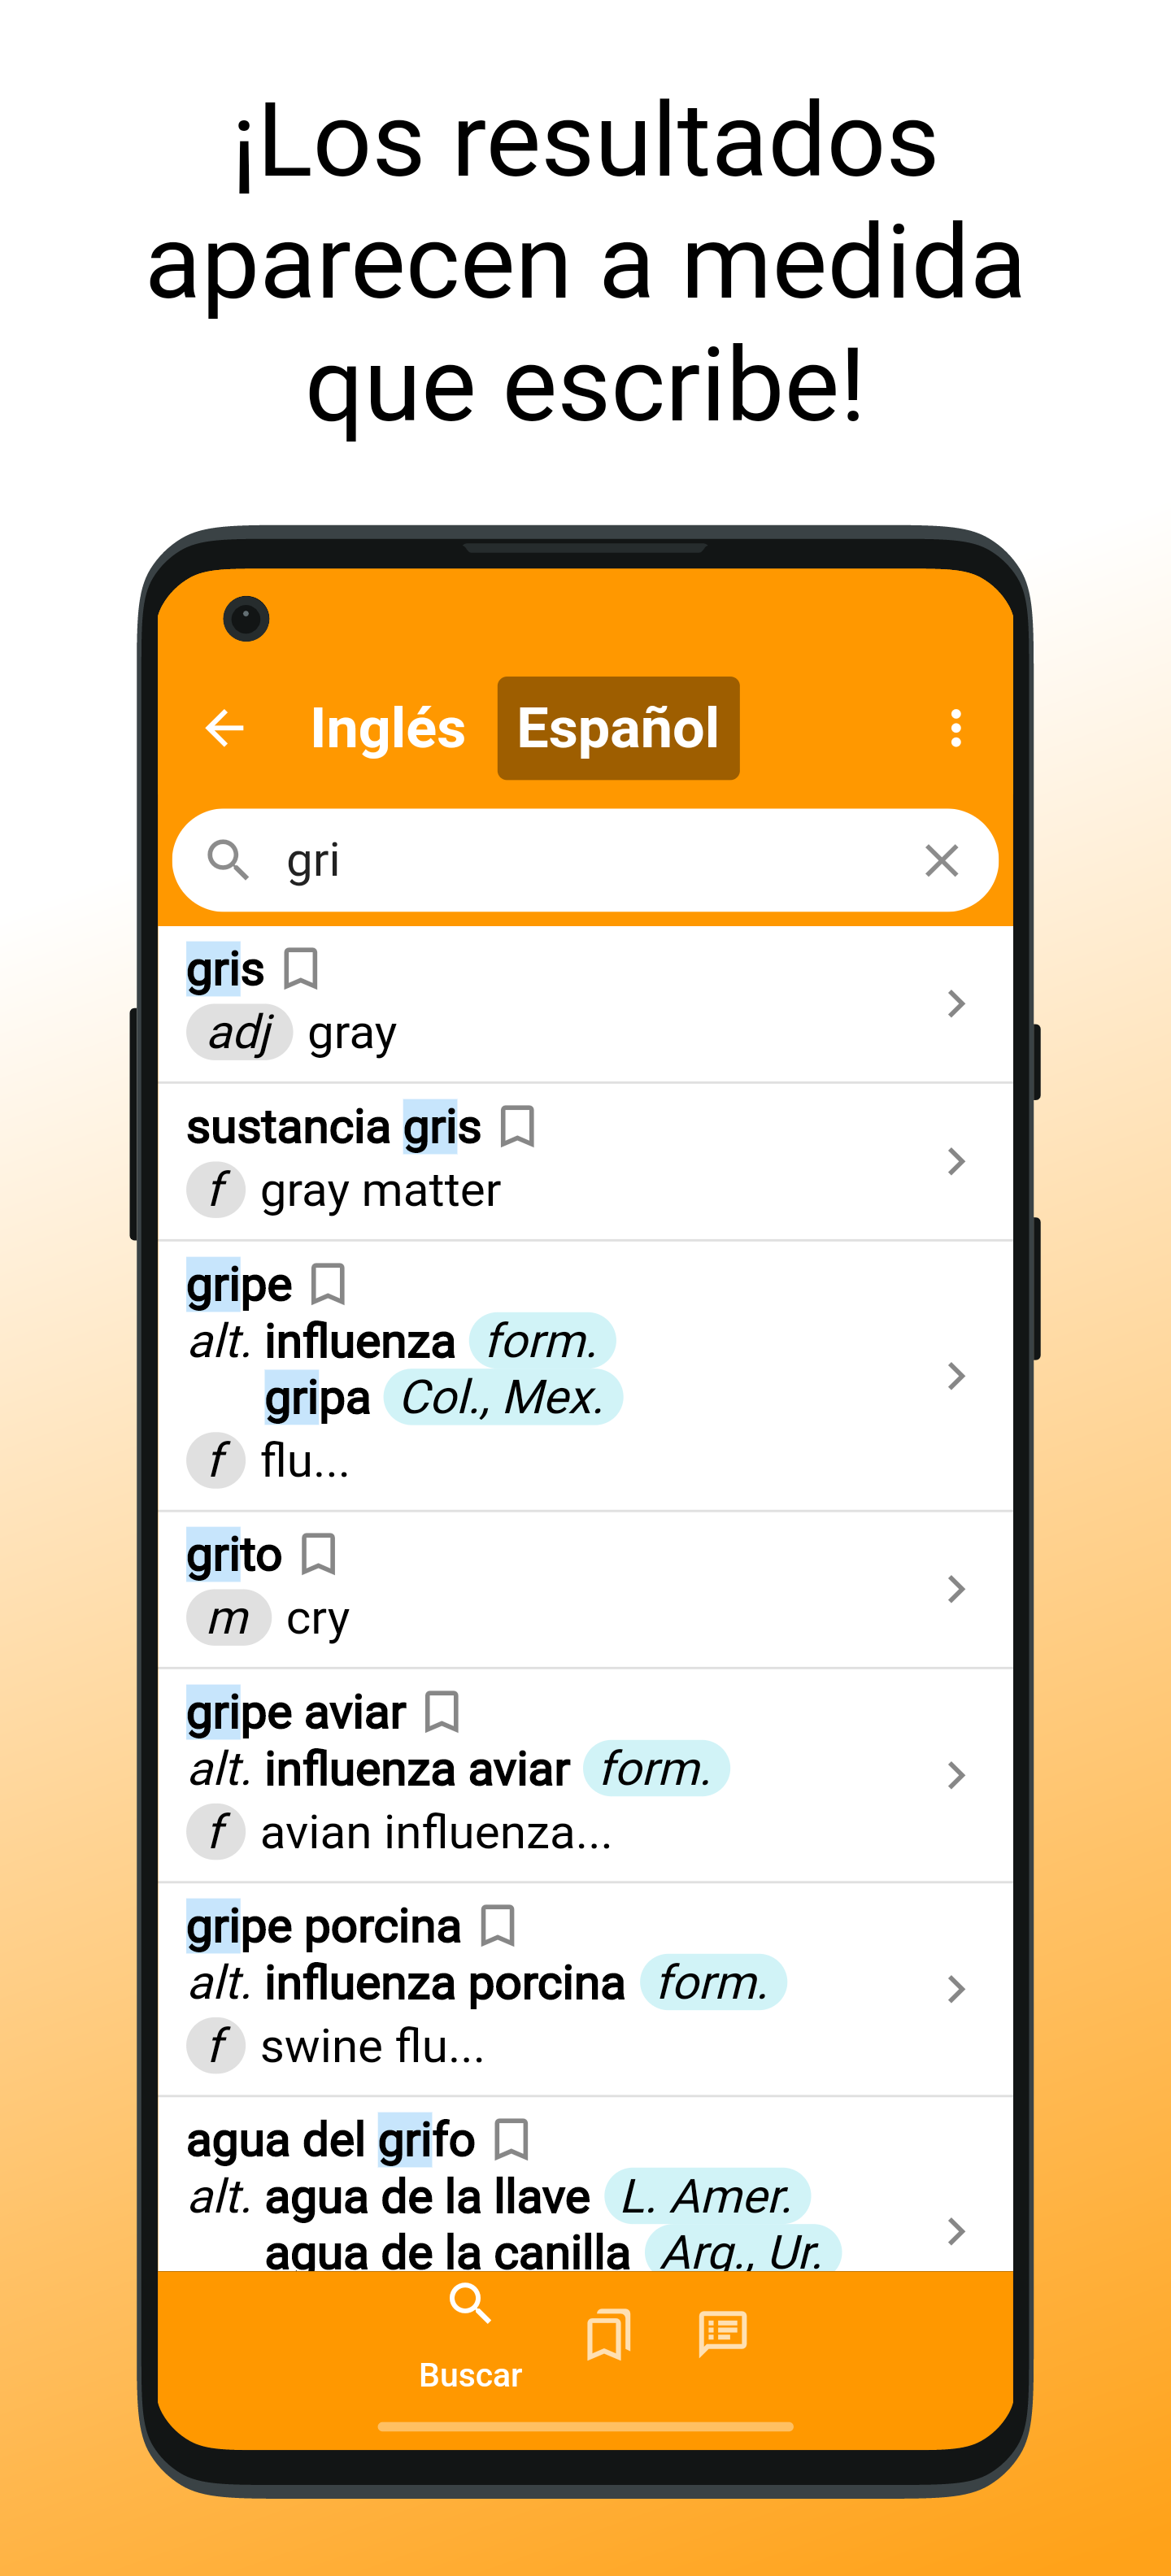 ¡Los resultados
aparecen a medida
que escribe!
Inglés Español
gri
gris
adj gray
sustancia gris
f gray matter
gripe
alt. influenza form.
gripa Col., Mex.
f flu...
grito
m cry
gripe aviar
alt. influenza aviar form.
f avian influenza...
gripe porcina
alt. influenza porcina form.
f swine flu...
agua del grifo
alt. agua de la llave L. Amer.
agua de la canilla Arg., Ur.
Buscar